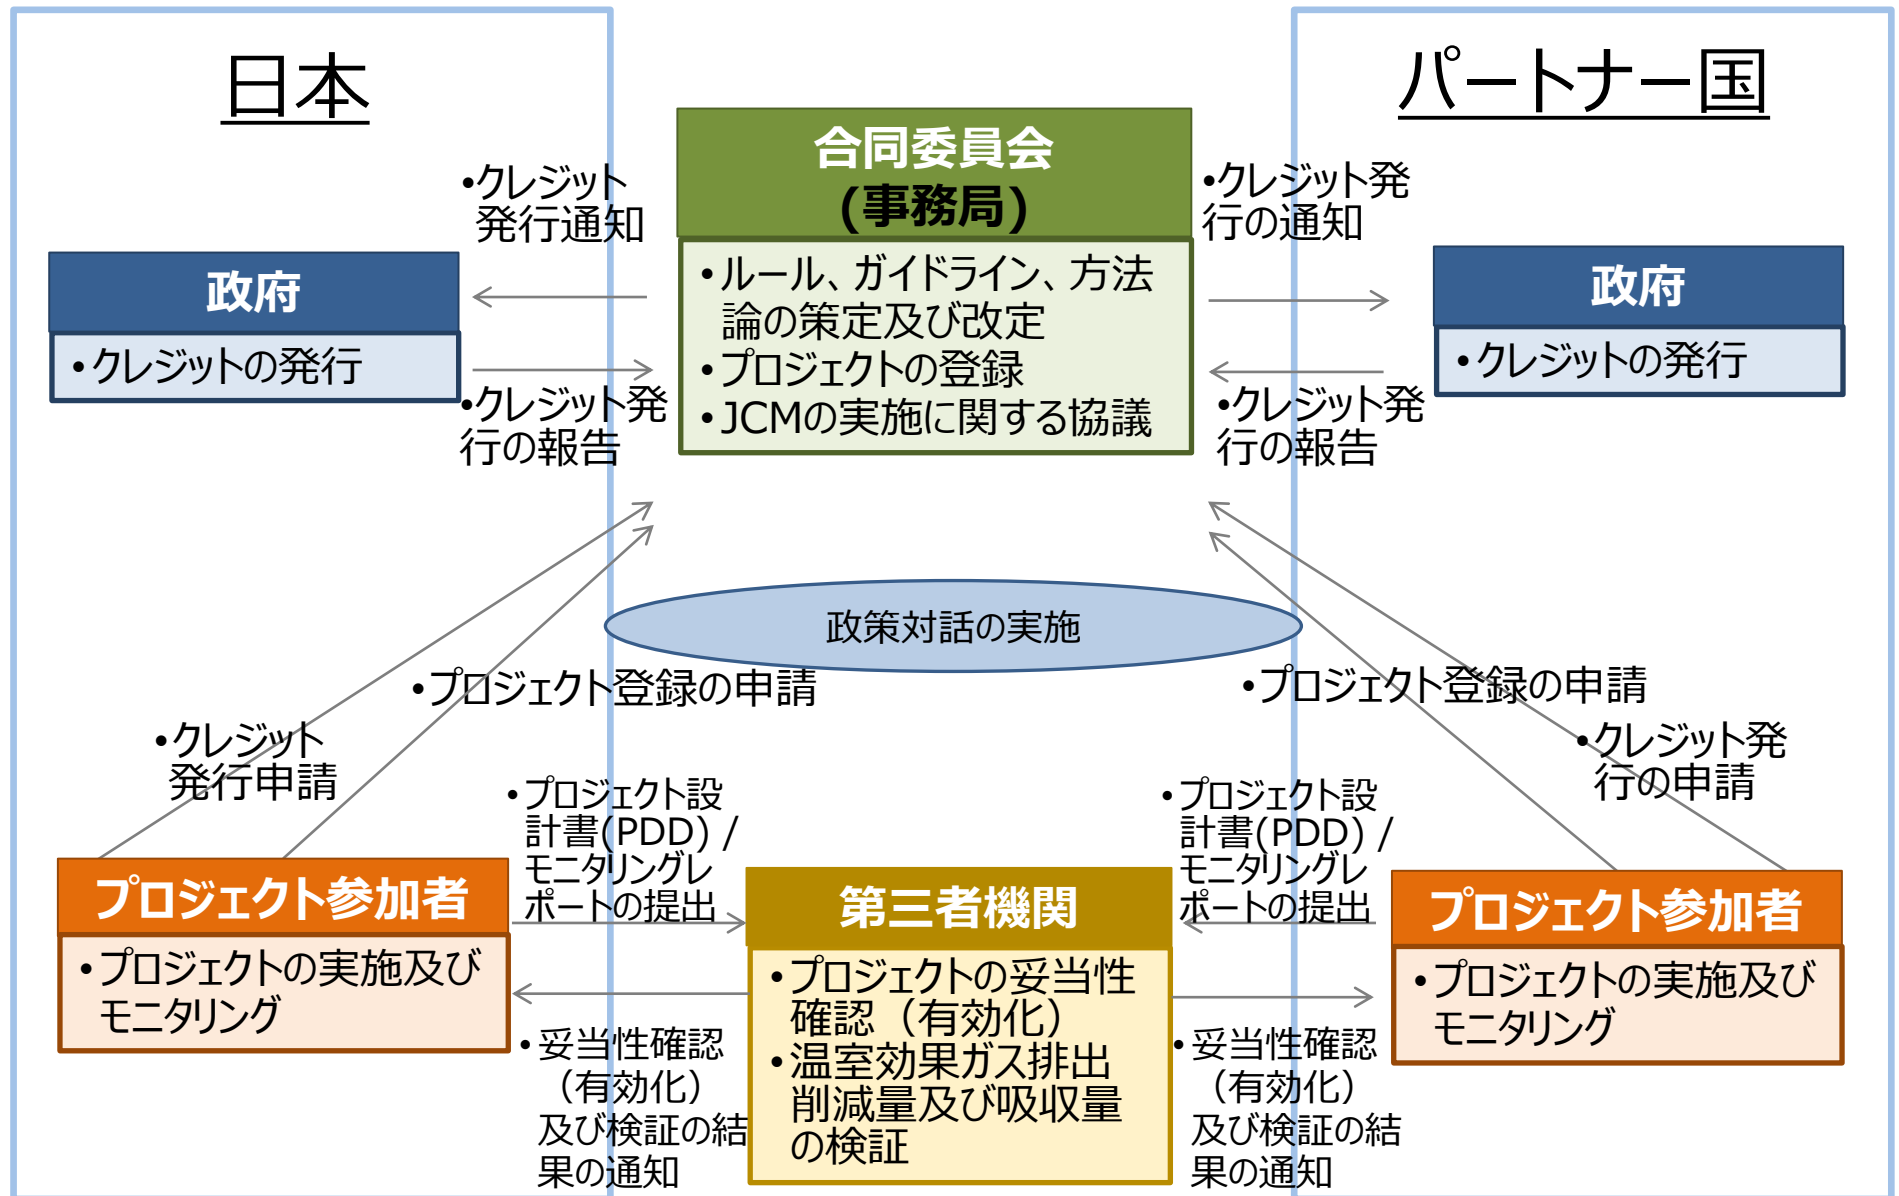 日本
パートナー国
合同委員会
(事務局)
•クレジット
発行通知
•クレジット発
行の通知
政府
•クレジットの発行
•ルール、ガイドライン、方法
論の策定及び改定
•プロジェクトの登録
•JCMの実施に関する協議
政府
•クレジットの発行
•クレジット発
行の報告
•クレジット発
行の報告
政策対話の実施
•プロジェクト登録の申請
•プロジェクト登録の申請
•クレジット
発行申請
•クレジット発
行の申請
•プロジェクト設
計書(PDD) /
モニタリングレ
ポートの提出
•プロジェクト設
計書(PDD) /
モニタリングレ
ポートの提出
プロジェクト参加者
•プロジェクトの実施及び
モニタリング
第三者機関
•プロジェクトの妥当性
確認（有効化）
•温室効果ガス排出
削減量及び吸収量
の検証
プロジェクト参加者
•プロジェクトの実施及び
モニタリング
•妥当性確認
（有効化）
及び検証の結
果の通知
•妥当性確認
（有効化）
及び検証の結
果の通知